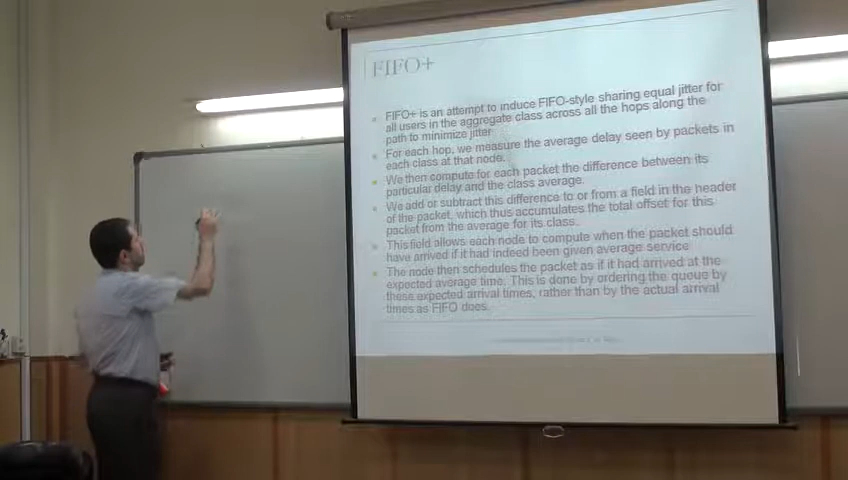 FIFO+
FIFO+ is an attempt to induce FIFO-style sharing equal jitter for
all users in the aggregate class across all the hops along the
path to minimize jitter
For each hop, we measure the average delay seen by packets in
each class at that node.
We then compute for each packet the difference between its
particular delay and the class average.
We add or subtract this difference to or from a field in the header
of the packet, which thus accumulates the total offset for this
packet from the average for its class.
This field allows each node to compute when the packet should
have arrived if it had indeed been given average service
The node then schedules the packet as if it had arrived at the
expected average time. This is done by ordering the queue by
these expected arrival times, rather than by the actual arrival
times as FIFO does.